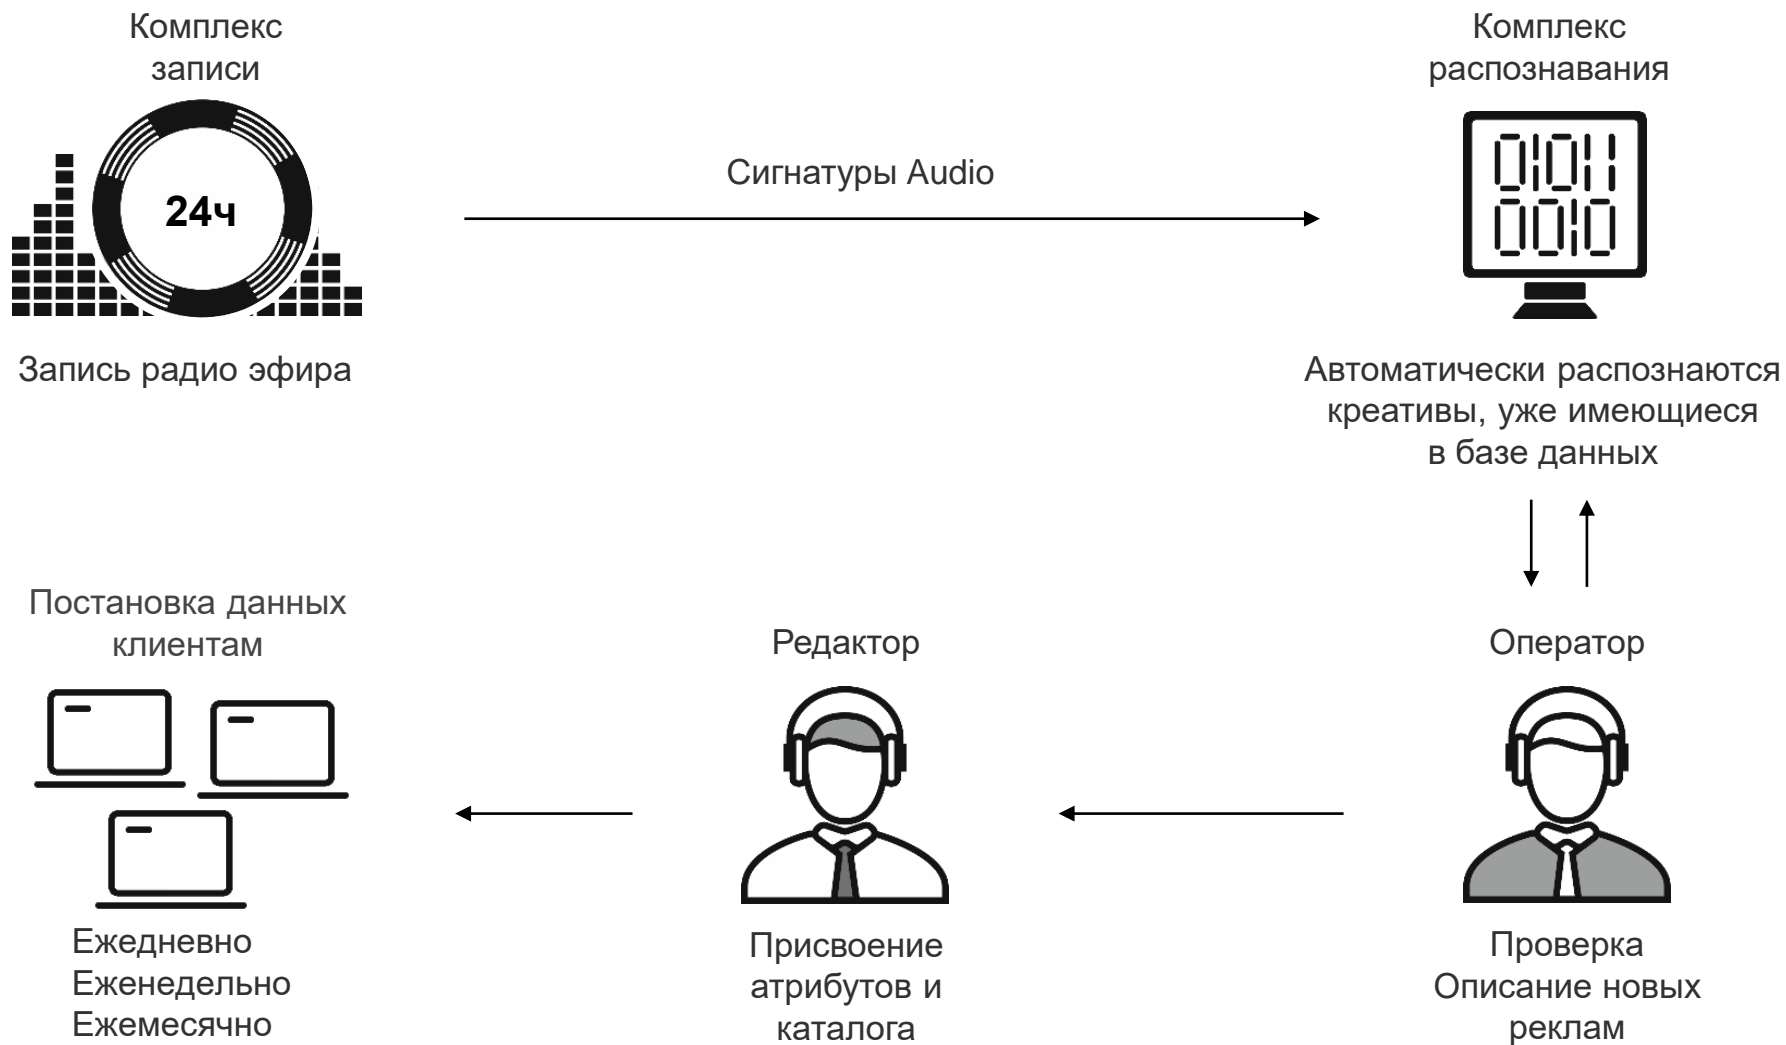 Комплекс
записи
24ч
Запись радио эфира
Сигнатуры Audio
Комплекс
распознавания
0101
0010
Автоматически распознаются
креативы, уже имеющиеся
в базе данных
Оператор
Проверка
Описание новых
реклам
Редактор
Присвоение
атрибутов и
каталога
Постановка данных
клиентам
Ежедневно
Еженедельно
Ежемесячно